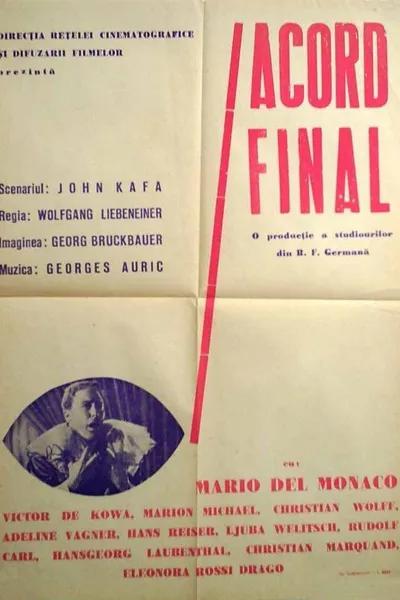 DIRECȚIA REȚELEI CINEMATOGRAFICE
ȘI DIFUZARII FILMELOR
prezintă
ACORD
FINAL
Scenariul: JOHN KAFA
Regia: WOLFGANG LIEBENEINER
Imaginea: GEORG BRUCKBAUER
Muzica: GEORGES AURIC
O producție a studiourilor
din R. F. Germană
cu:
MARIO DEL MONACO
VICTOR DE KOWA, MARION MICHAEL, CHRISTIAN WOLFF,
ADELINE VAGNER, HANS REISER, LJUBA WELITSCH, RUDOLF
CARL, HANSGEORG LAUBENTHAL, CHRISTIAN MARQUAND,
ELEONORA ROSSI DRAGO